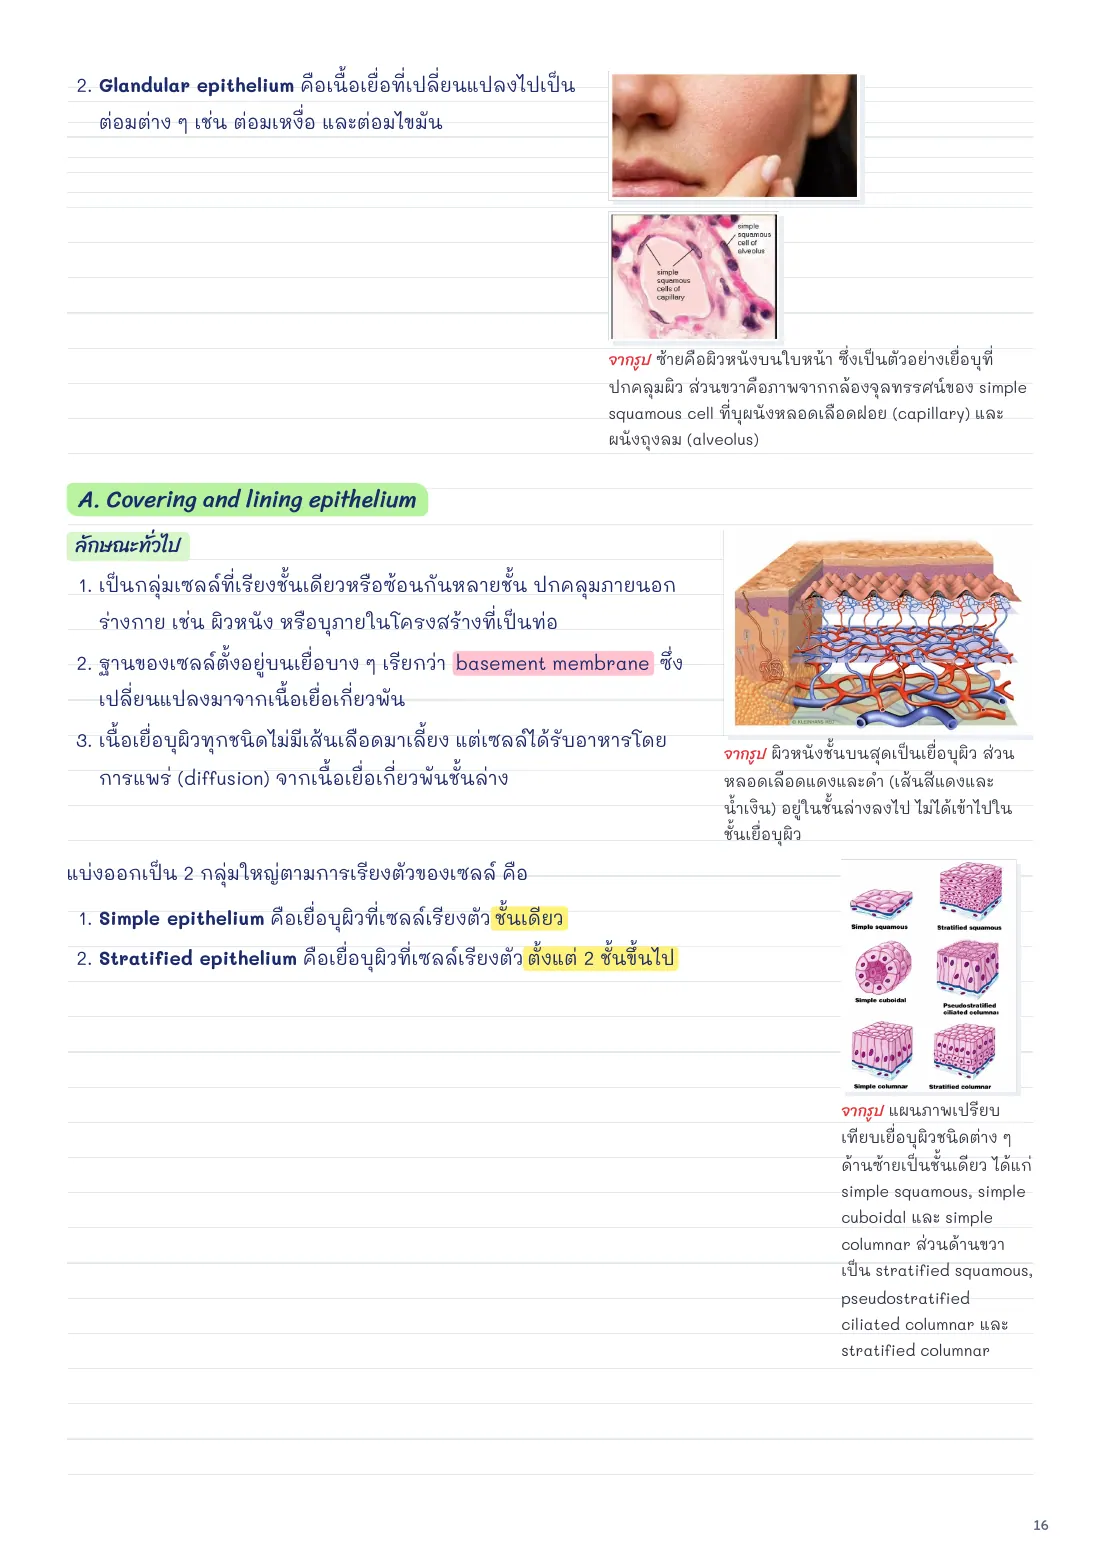 2. Glandular epithelium คือเนื้อเยื่อที่เปลี่ยนแปลงไปเป็น
ต่อมต่าง ๆ เช่น ต่อมเหงื่อ และต่อมไขมัน
simple
squamous
cell of
alveolus
simple
squamous
cells of
capillary
จากรูป ซ้ายคือผิวหนังบนใบหน้า ซึ่งเป็นตัวอย่างเยื่อบุที่
ปกคลุมผิว ส่วนขวาคือภาพจากกล้องจุลทรรศน์ของ simple
squamous cell ที่บุผนังหลอดเลือดฝอย (capillary) และ
ผนังถุงลม (alveolus)
A. Covering and lining epithelium
ลักษณะทั่วไป
1. เป็นกลุ่มเซลล์ที่เรียงชั้นเดียวหรือซ้อนกันหลายชั้น ปกคลุมภายนอก
ร่างกาย เช่น ผิวหนัง หรือบุภายในโครงสร้างที่เป็นท่อ
2. ฐานของเซลล์ตั้งอยู่บนเยื่อบาง ๆ เรียกว่า basement membrane ซึ่ง
เปลี่ยนแปลงมาจากเนื้อเยื่อเกี่ยวพัน
3. เนื้อเยื่อบุผิวทุกชนิดไม่มีเส้นเลือดมาเลี้ยง แต่เซลล์ได้รับอาหารโดย
การแพร่ (diffusion) จากเนื้อเยื่อเกี่ยวพันชั้นล่าง
จากรูป ผิวหนังชั้นบนสุดเป็นเยื่อบุผิว ส่วน
หลอดเลือดแดงและดำ (เส้นสีแดงและ
น้ำเงิน) อยู่ในชั้นล่างลงไป ไม่ได้เข้าไปใน
ชั้นเยื่อบุผิว
แบ่งออกเป็น 2 กลุ่มใหญ่ตามการเรียงตัวของเซลล์ คือ
1. Simple epithelium คือเยื่อบุผิวที่เซลล์เรียงตัว ชั้นเดียว
2. Stratified epithelium คือเยื่อบุผิวที่เซลล์เรียงตัว ตั้งแต่ 2 ชั้นขึ้นไป
Simple squamous
Stratified squamous
Simple cuboidal
Pseudostratified
ciliated columnar
Simple columnar
Stratified columnar
จากรูป แผนภาพเปรียบ
เทียบเยื่อบุผิวชนิดต่าง ๆ
ด้านซ้ายเป็นชั้นเดียว ได้แก่
simple squamous, simple
cuboidal และ simple
columnar ส่วนด้านขวา
เป็น stratified squamous,
pseudostratified
ciliated columnar และ
stratified columnar
16